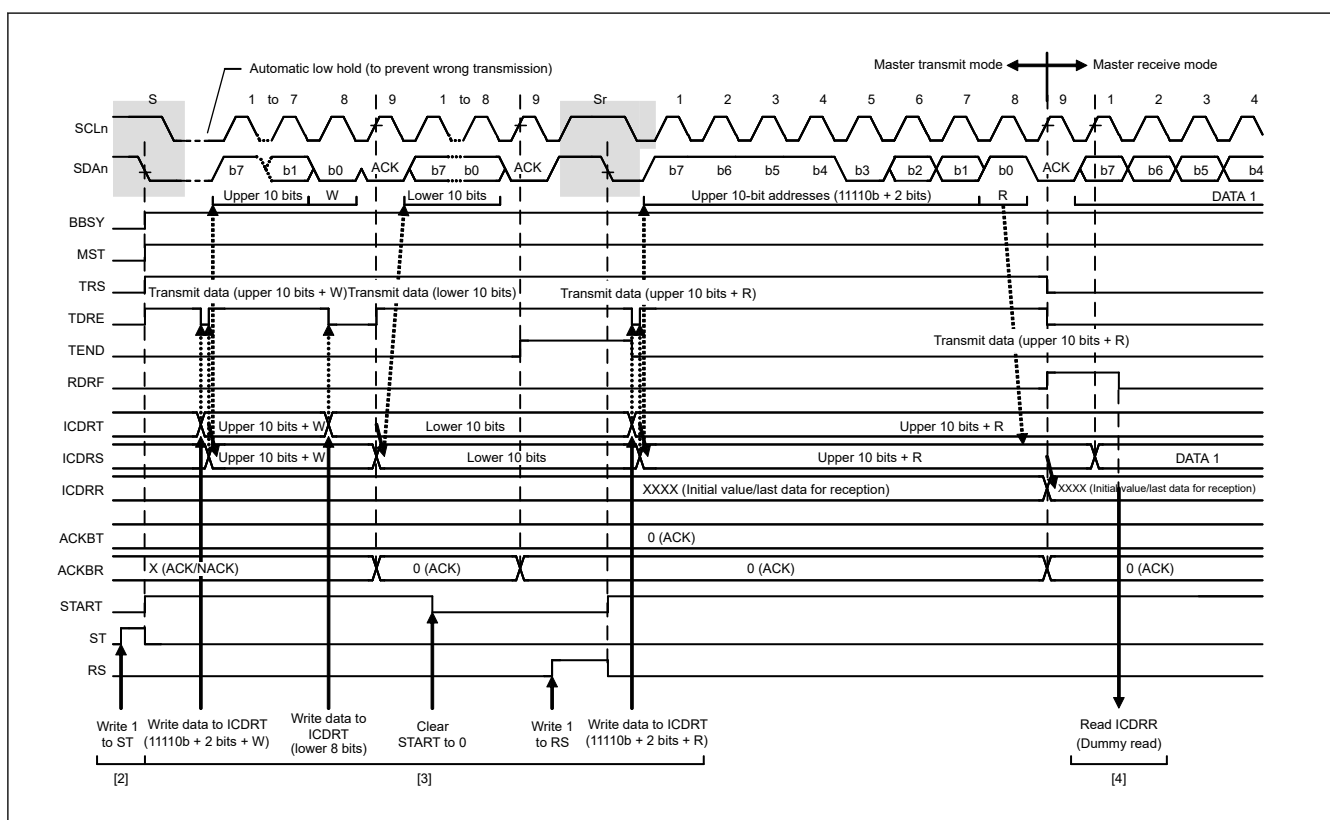 Master transmit mode Master receive mode
Automatic low hold (to prevent wrong transmission)
S 1 to 7 8 9 1 to 8 9 Sr 1 2 3 4 5 6 7 8 9 1 2 3 4
SCLn
SDAn b7 b1 b0 ACK b7 b0 ACK b7 b6 b5 b4 b3 b2 b1 b0 ACK b7 b6 b5 b4
Upper 10 bits W Lower 10 bits Upper 10-bit addresses (11110b + 2 bits) R DATA 1
BBSY
MST
TRS
Transmit data (upper 10 bits + W) Transmit data (lower 10 bits) Transmit data (upper 10 bits + R)
TDRE
Transmit data (upper 10 bits + R)
TEND
RDRF
ICDRT Upper 10 bits + W Lower 10 bits Upper 10 bits + R
ICDRS Upper 10 bits + W Lower 10 bits Upper 10 bits + R DATA 1
ICDRR XXXX (Initial value/last data for reception) XXXX (Initial value/last data for reception)
ACKBT 0 (ACK)
ACKBR X (ACK/NACK) 0 (ACK) 0 (ACK) 0 (ACK)
START
ST
RS
Write 1
to ST
Write data to ICDRT
(11110b + 2 bits + W)
Write data to
ICDRT
(lower 8 bits)
Clear
START to 0
Write 1
to RS
Write data to ICDRT
(11110b + 2 bits + R)
Read ICDRR
(Dummy read)
[2] [3] [4]